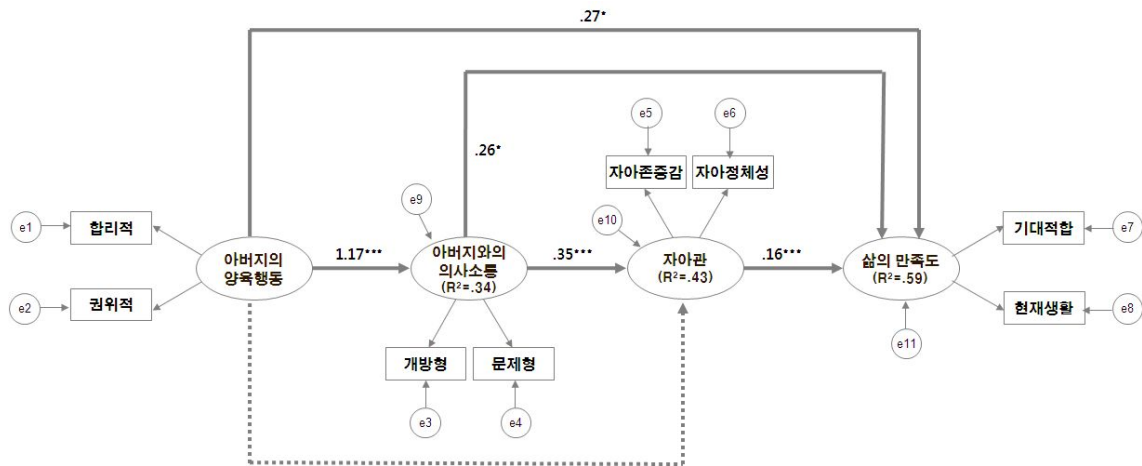 .27*
e5
e6
.26*
자아존중감
자아정체성
e9
e1
합리적
e10
기대적합
e7
아버지의
양육행동
1.17***
아버지와의
의사소통
(R²=.34)
.35***
자아관
(R²=.43)
.16***
삶의 만족도
(R²=.59)
e2
권위적
현재생활
e8
e11
개방형
문제형
e3
e4